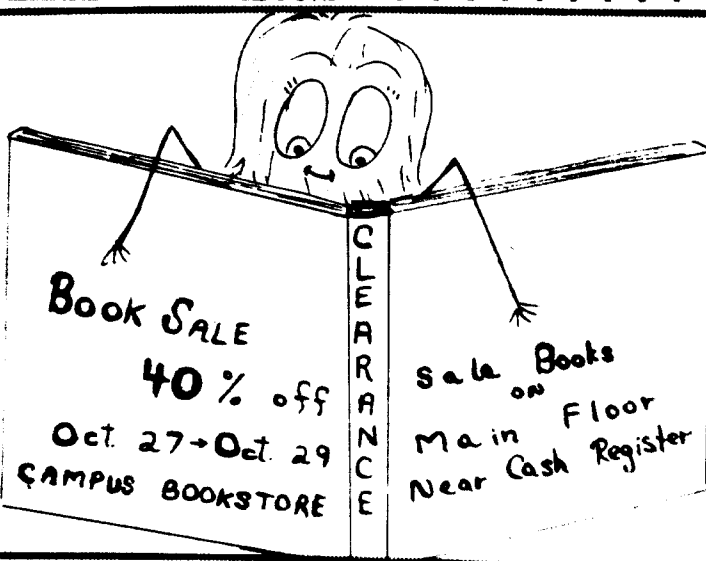 BOOK SALE
40 % off
Oct. 27→Oct. 29
CAMPUS BOOKSTORE
CLEARANCE
Sale Books
ON
Main Floor
Near Cash Register